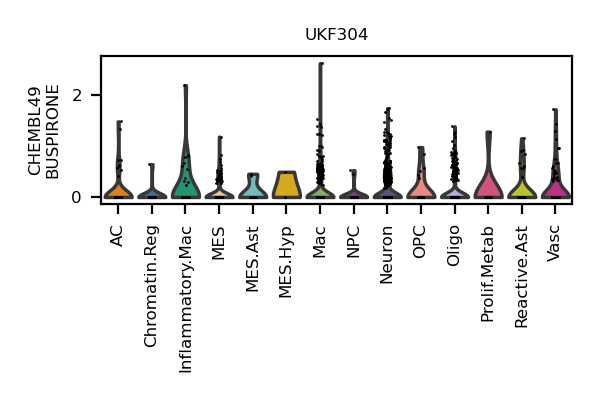 UKF304
CHEMBL49
BUSPIRONE
2
0
AC
Chromatin.Reg
Inflammatory.Mac
MES
MES.Ast
MES.Hyp
Mac
NPC
Neuron
OPC
Oligo
Prolif.Metab
Reactive.Ast
Vasc